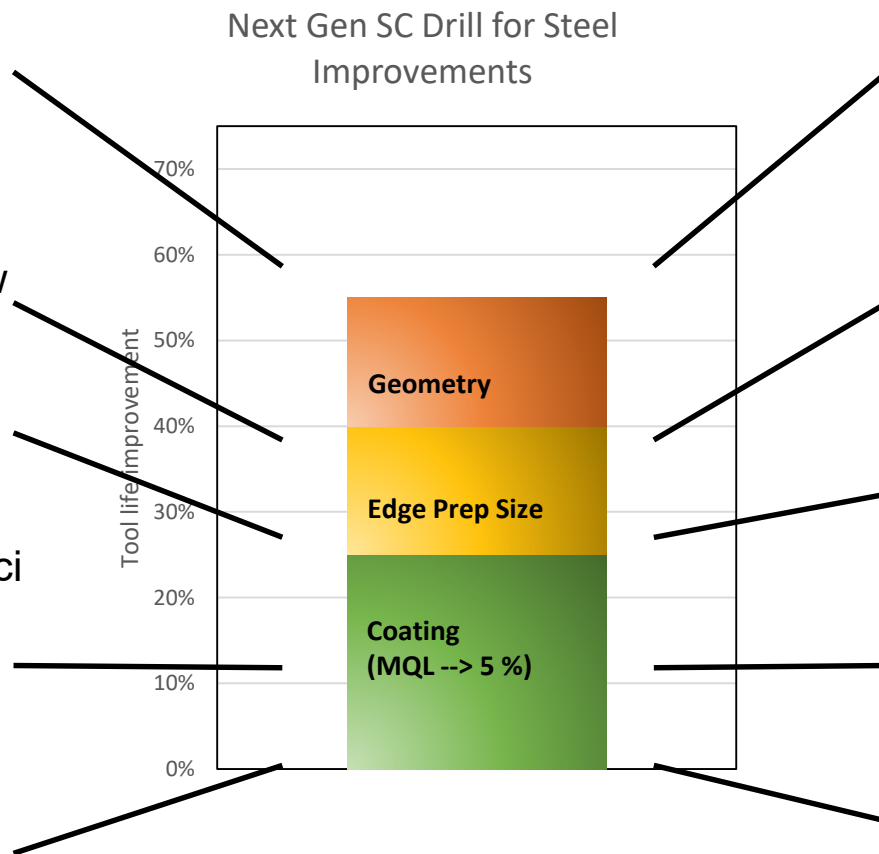 Next Gen SC Drill for Steel
Improvements
70%
60%
50%
40%
30%
20%
10%
0%
Tool life improvement
Geometry
Edge Prep Size
Coating
(MQL --> 5 %)
ci